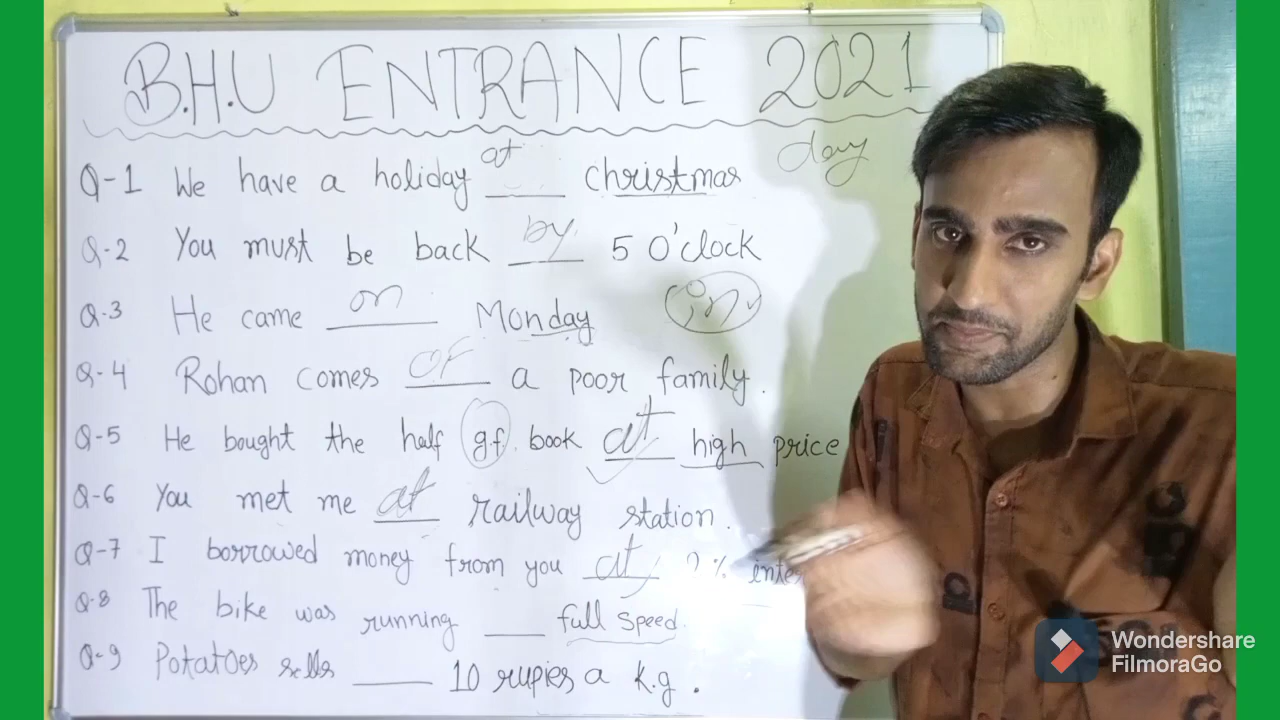 B.H.U ENTRANCE 2021
Q-1 We have a holiday at christmas day
Q-2 You must be back by 5 O'clock
Q-3 He came on Monday (in)
Q-4 Rohan comes of a poor family.
Q-5 He bought the half g.f. book at high price
Q-6 You met me at railway station.
Q-7 I borrowed money from you at %
Q-8 The bike was running ___ full speed.
Q-9 Potatoes sells ____ 10 rupies a k.g.
Wondershare
FilmoraGo